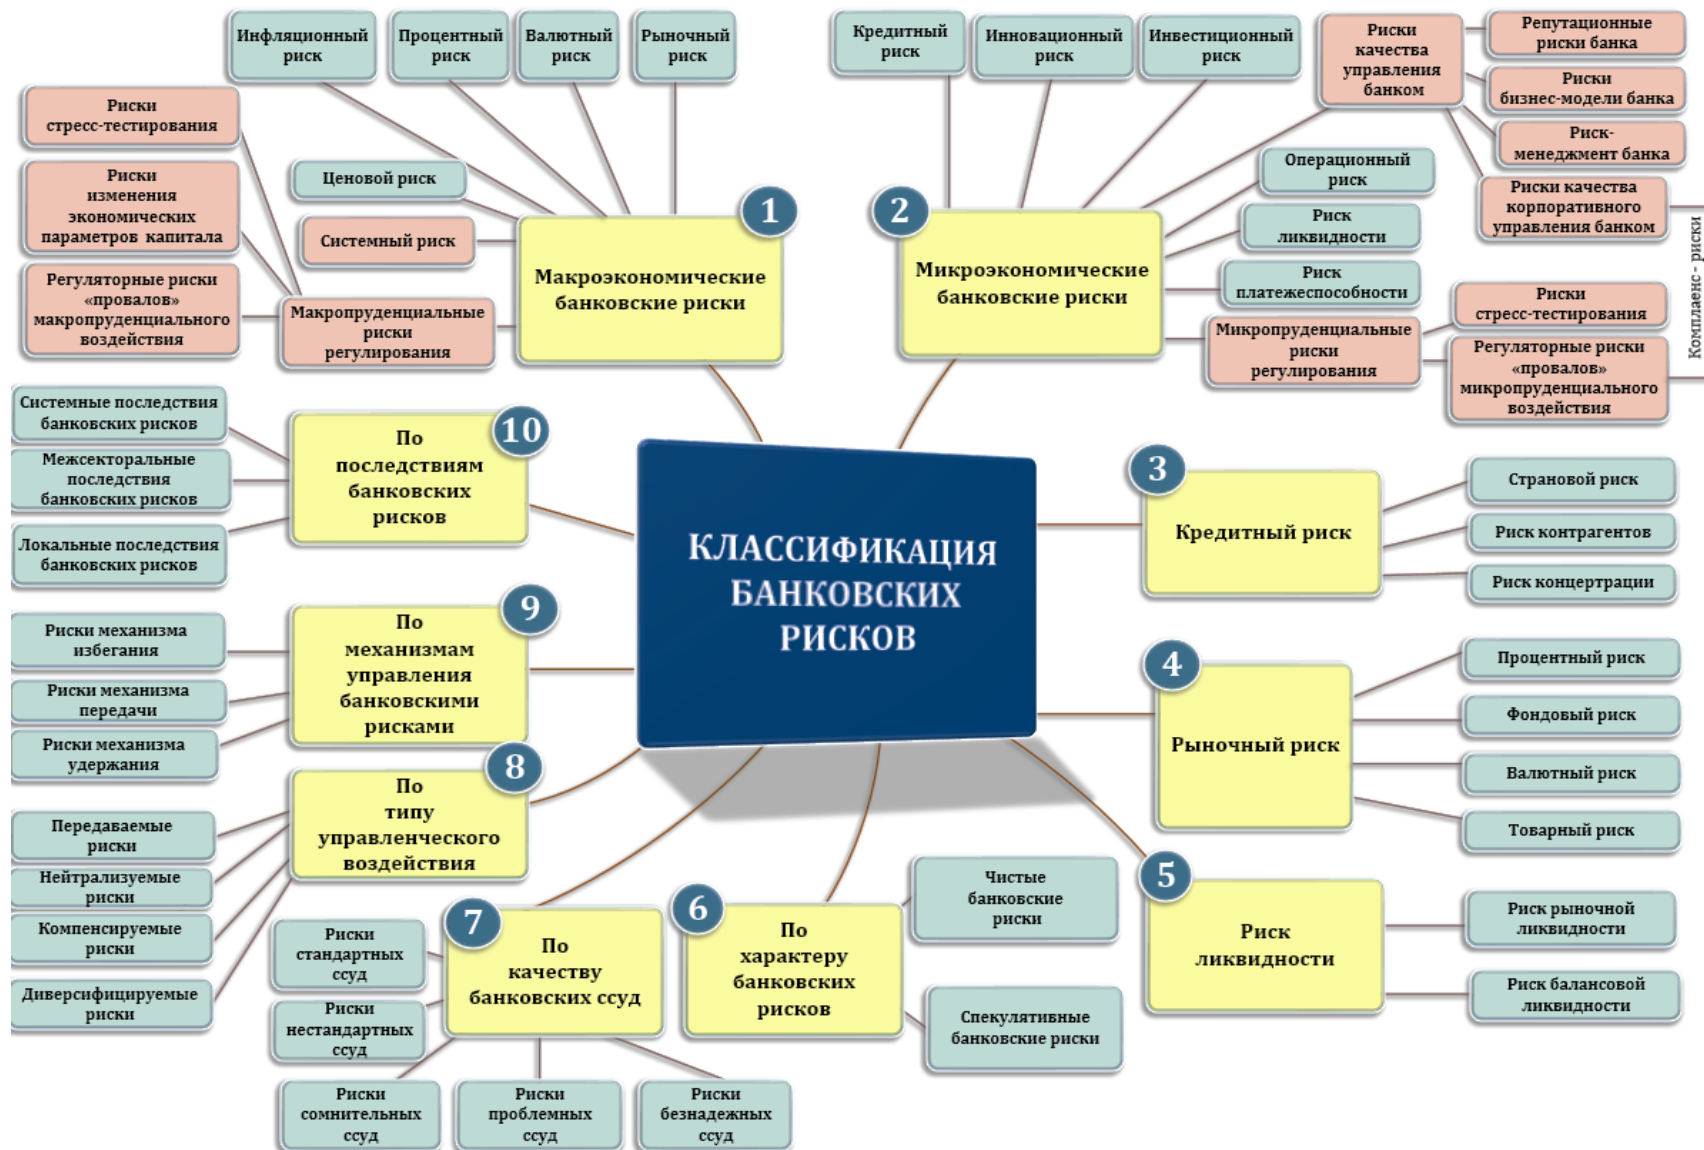 Инфляционный
риск
Процентный
риск
Валютный
риск
Рыночный
риск
Риски
стресс-тестирования
Риски
изменения
экономических
параметров капитала
Регуляторные риски
«провалов»
макропруденциального
воздействия
Ценовой риск
Системный риск
Макропруденциальные
риски
регулирования
1
Макроэкономические
банковские риски
Кредитный
риск
Инновационный
риск
Инвестиционный
риск
Риски
качества
управления
банком
Репутационные
риски банка
Риски
бизнес-модели банка
Риск-
менеджмент банка
Риски качества
корпоративного
управления банком
Комплаенс - риски
Операционный
риск
Риск
ликвидности
Риск
платежеспособности
Микропруденциальные
риски
регулирования
Риски
стресс-тестирования
Регуляторные риски
«провалов»
микропруденциального
воздействия
2
Микроэкономические
банковские риски
КЛАССИФИКАЦИЯ
БАНКОВСКИХ
РИСКОВ
3
Кредитный риск
Страновой риск
Риск контрагентов
Риск концертрации
4
Рыночный риск
Процентный риск
Фондовый риск
Валютный риск
Товарный риск
5
Риск
ликвидности
Риск рыночной
ликвидности
Риск балансовой
ликвидности
6
По
характеру
банковских
рисков
Чистые
банковские
риски
Спекулятивные
банковские риски
7
По
качеству
банковских ссуд
Риски
стандартных
ссуд
Риски
нестандартных
ссуд
Риски
сомнительных
ссуд
Риски
проблемных
ссуд
Риски
безнадежных
ссуд
8
По
типу
управленческого
воздействия
Передаваемые
риски
Нейтрализуемые
риски
Компенсируемые
риски
Диверсифицируемые
риски
9
По
механизмам
управления
банковскими
рисками
Риски механизма
избегания
Риски механизма
передачи
Риски механизма
удержания
10
По
последствиям
банковских
рисков
Системные последствия
банковских рисков
Межсекторальные
последствия
банковских рисков
Локальные последствия
банковских рисков